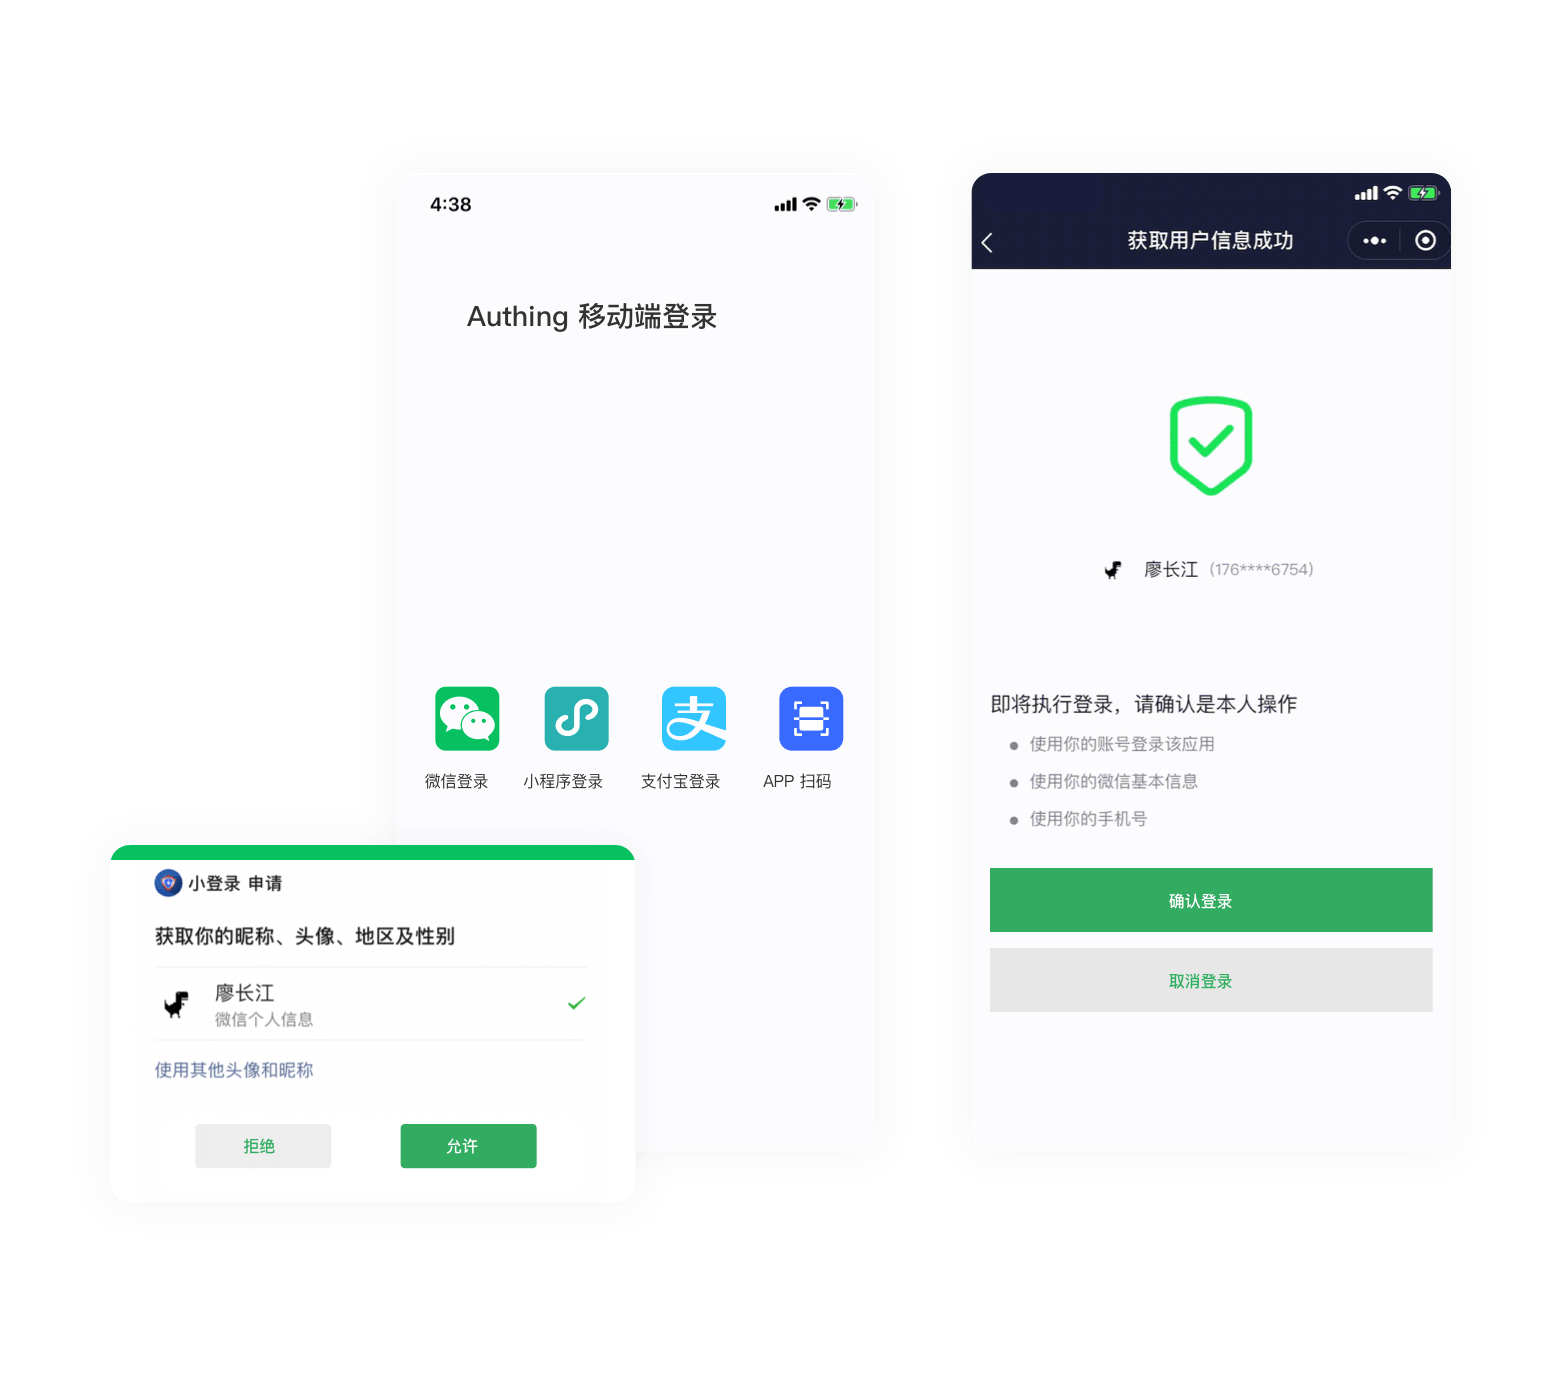 4:38
Authing 移动端登录
微信登录
小程序登录
支付宝登录
APP 扫码
小登录 申请
获取你的昵称、头像、地区及性别
廖长江
微信个人信息
使用其他头像和昵称
拒绝
允许
获取用户信息成功
廖长江 (176****6754)
即将执行登录，请确认是本人操作
使用你的账号登录该应用
使用你的微信基本信息
使用你的手机号
确认登录
取消登录